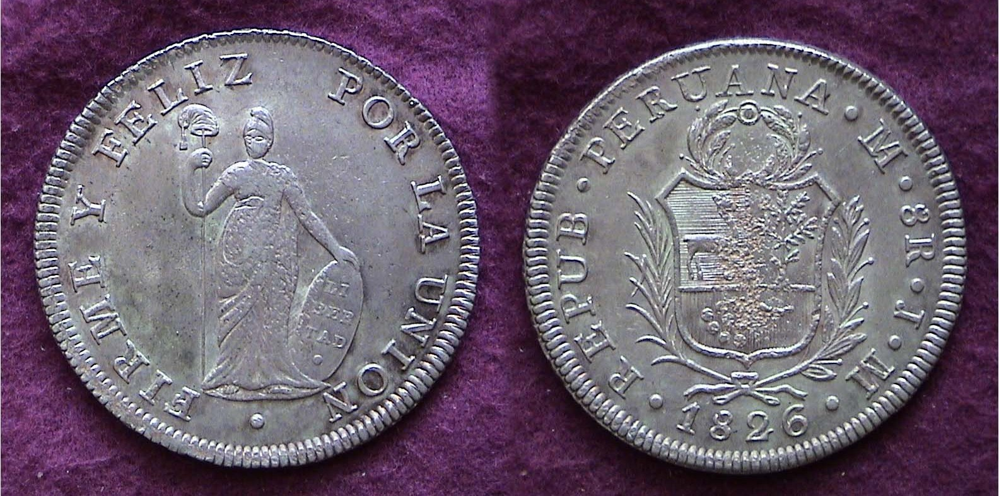 FIRME Y FELIZ POR LA UNION
LI
BER
TAD
REPUB · PERUANA · M · 8R · J · M ·
1826